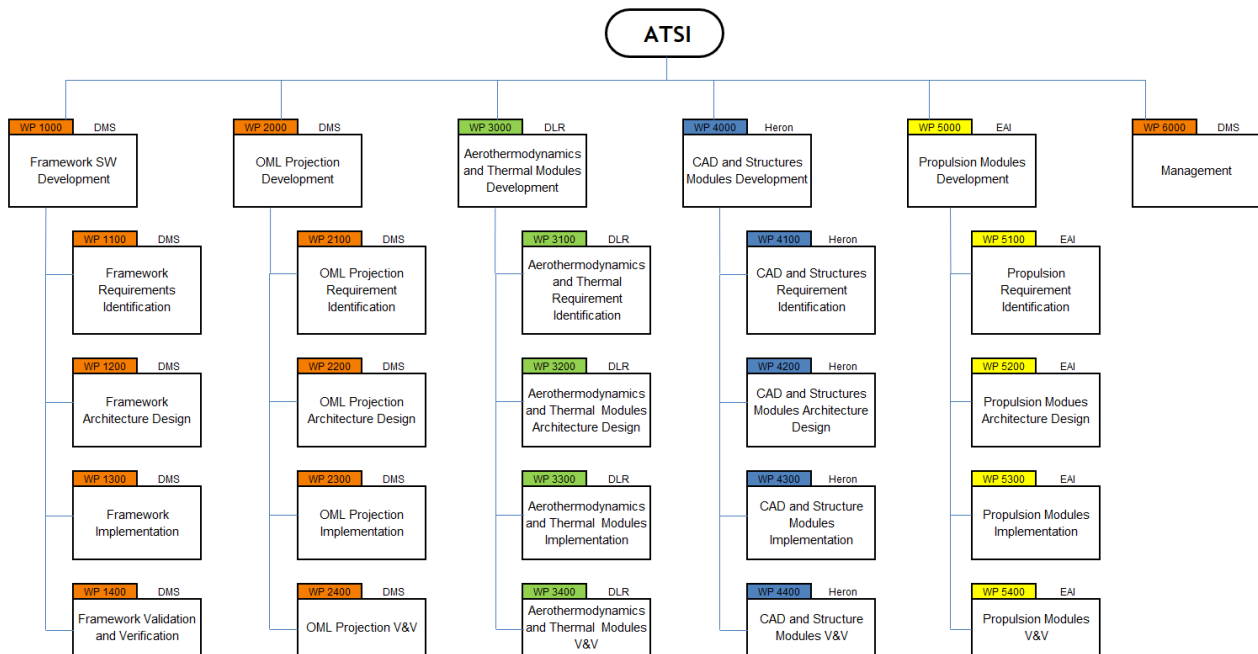 ATSI
WP 1000 DMS
Framework SW
Development
WP 2000 DMS
OML Projection
Development
WP 3000 DLR
Aerothermodynamics
and Thermal Modules
Development
WP 4000 Heron
CAD and Structures
Modules Development
WP 5000 EAI
Propulsion Modules
Development
WP 6000 DMS
Management
WP 1100 DMS
Framework
Requirements
Identification
WP 2100 DMS
OML Projection
Requirement
Identification
WP 3100 DLR
Aerothermodynamics
and Thermal
Requirement
Identification
WP 4100 Heron
CAD and Structures
Requirement
Identification
WP 5100 EAI
Propulsion
Requirement
Identification
WP 1200 DMS
Framework
Architecture Design
WP 2200 DMS
OML Projection
Architecture Design
WP 3200 DLR
Aerothermodynamics
and Thermal Modules
Architecture Design
WP 4200 Heron
CAD and Structures
Modules Architecture
Design
WP 5200 EAI
Propulsion Modues
Architecture Design
WP 1300 DMS
Framework
Implementation
WP 2300 DMS
OML Projection
Implementation
WP 3300 DLR
Aerothermodynamics
and Thermal Modules
Implementation
WP 4300 Heron
CAD and Structure
Modules
Implementation
WP 5300 EAI
Propulsion Modules
Implementation
WP 1400 DMS
Framework Validation
and Verification
WP 2400 DMS
OML Projection V&V
WP 3400 DLR
Aerothermodynamics
and Thermal Modules
V&V
WP 4400 Heron
CAD and Structure
Modules V&V
WP 5400 EAI
Propulsion Modules
V&V